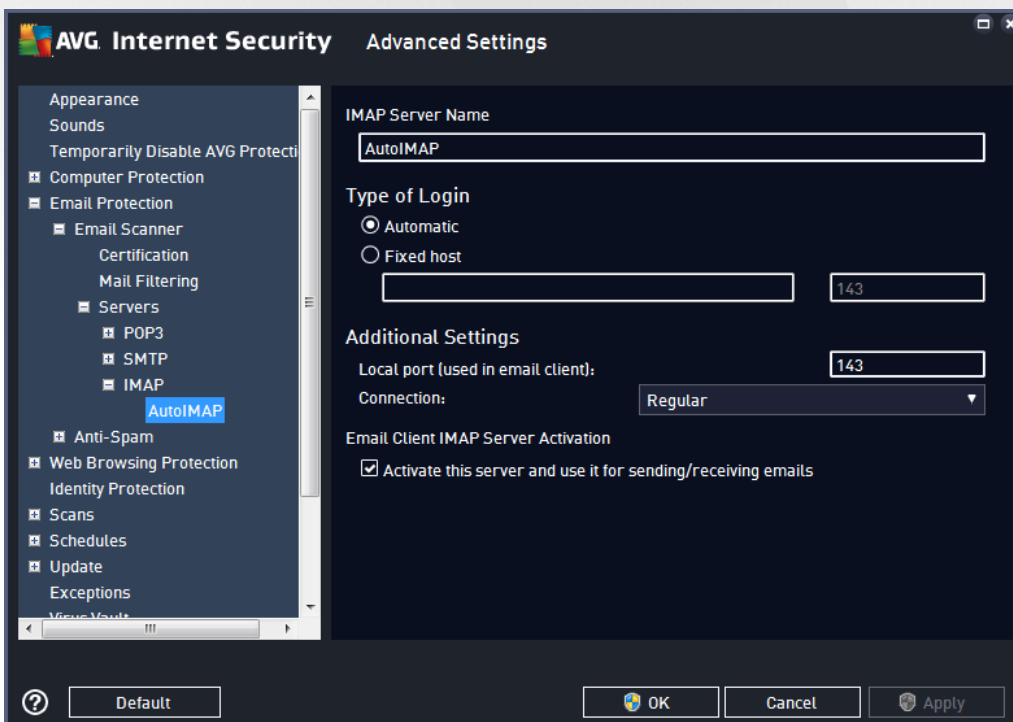 AVG. Internet Security Advanced Settings
Appearance
Sounds
Temporarily Disable AVG Protecti
Computer Protection
Email Protection
Email Scanner
Certification
Mail Filtering
Servers
POP3
SMTP
IMAP
AutoIMAP
Anti-Spam
Web Browsing Protection
Identity Protection
Scans
Schedules
Update
Exceptions
Virus Vault
IMAP Server Name
AutoIMAP
Type of Login
Automatic
Fixed host
143
Additional Settings
Local port (used in email client):
143
Connection:
Regular
Email Client IMAP Server Activation
Activate this server and use it for sending/receiving emails
?
Default
OK
Cancel
Apply